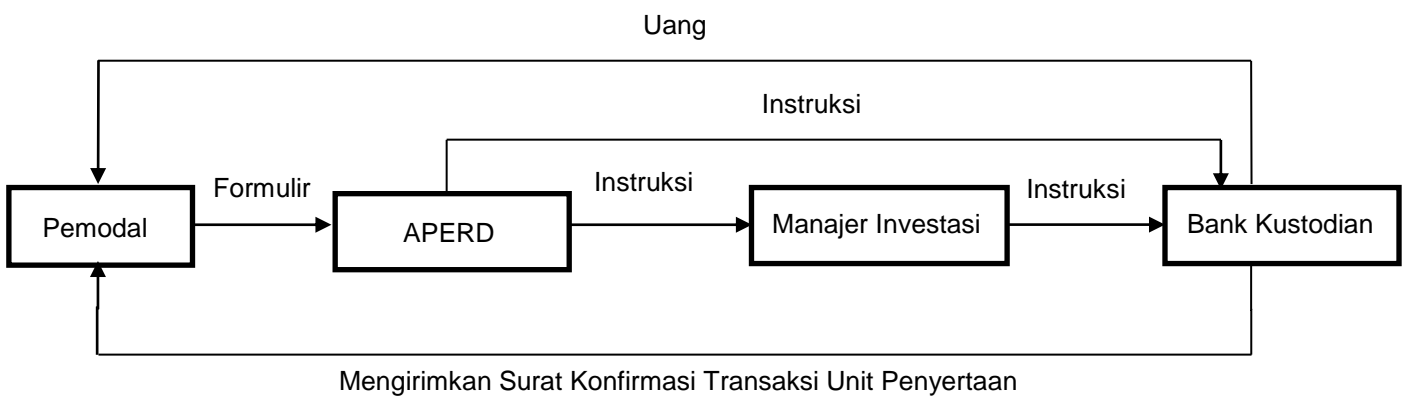 Uang
Instruksi
Formulir
Instruksi
Instruksi
Pemodal
APERD
Manajer Investasi
Bank Kustodian
Mengirimkan Surat Konfirmasi Transaksi Unit Penyertaan